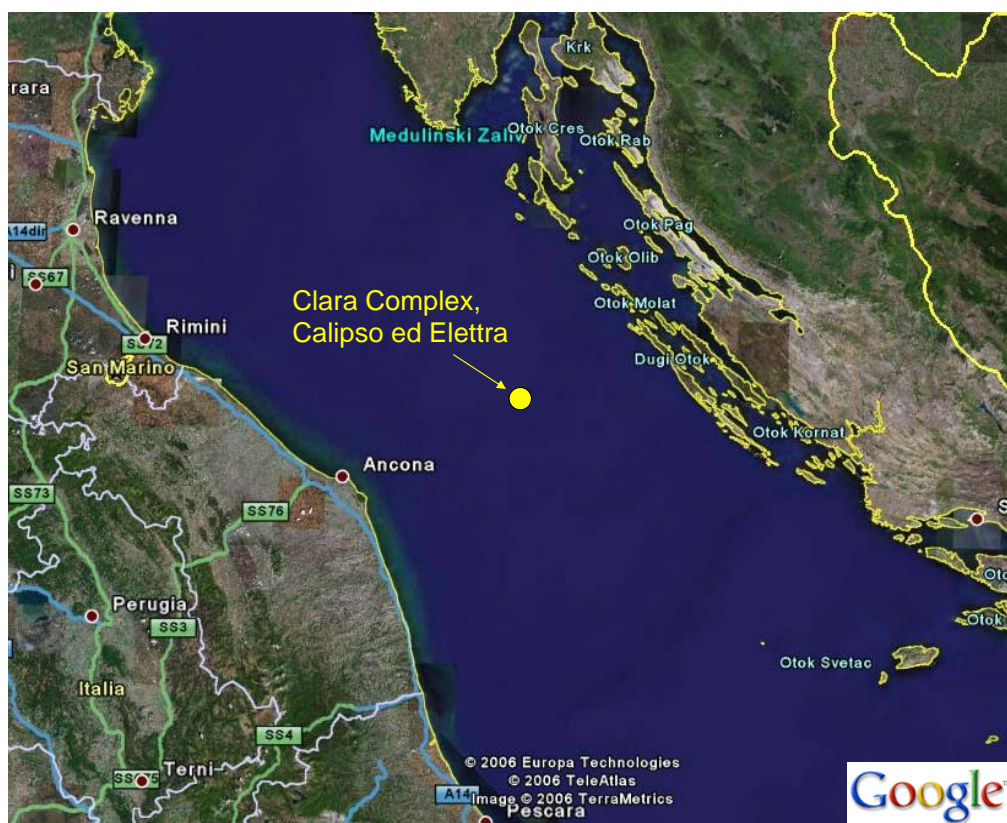 Krk
rrara
Medulinski Zaliv
Otok Cres
Otok Rab
Ravenna
A14dir
Otok Pag
Otok Olib
SS67
Clara Complex,
Calipso ed Elettra
Otok Molat
Rimini
San Marino
Dugi Otok
Otok Kornat
Ancona
SS73
SS76
Perugia
SS3
Otok
Otok Svetac
Italia
SS4
Terni
© 2006 Europa Technologies
© 2006 TeleAtlas
Image © 2006 TerraMetrics
Pescara
Google